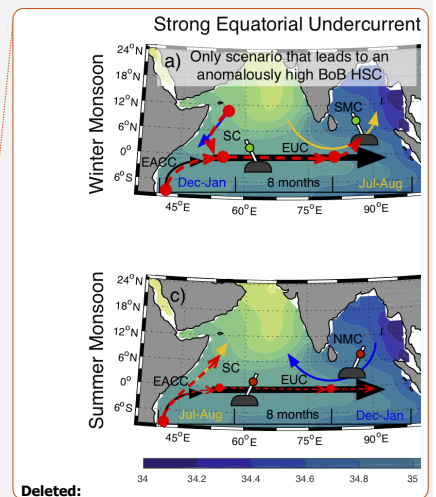 Strong Equatorial Undercurrent
Winter Monsoon
24°N
18°N
12°N
6°N
0°
6°S
a)
Only scenario that leads to an
anomalously high BoB HSC
SMC
SC
EACC
EUC
Dec-Jan
8 months
Jul-Aug
45°E
60°E
75°E
90°E
Summer Monsoon
24°N
18°N
12°N
6°N
0°
6°S
c)
NMC
SC
EACC
EUC
Jul-Aug
8 months
Dec-Jan
45°E
60°E
75°E
90°E
34
34.2
34.4
34.6
34.8
35
Deleted: